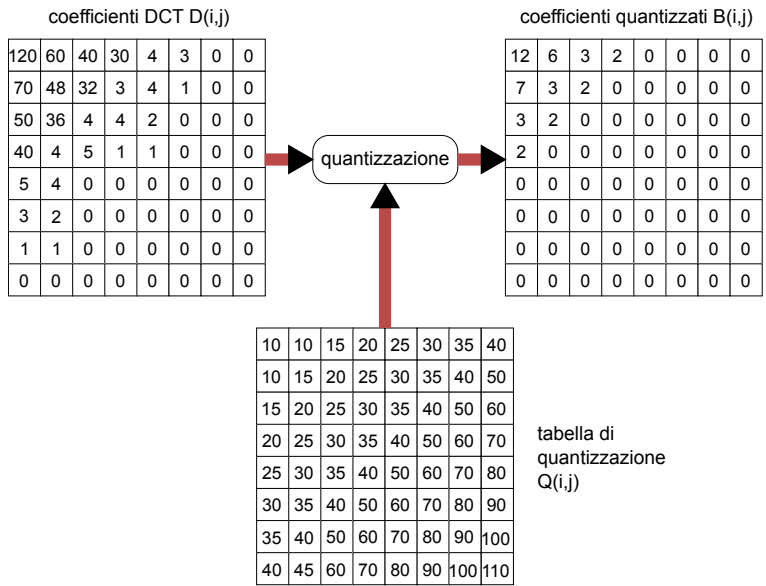 coefficienti DCT D(i,j)
120 60 40 30 4 3 0 0
70 48 32 3 4 1 0 0
50 36 4 4 2 0 0 0
40 4 5 1 1 0 0 0
5 4 0 0 0 0 0 0
3 2 0 0 0 0 0 0
1 1 0 0 0 0 0 0
0 0 0 0 0 0 0 0
quantizzazione
coefficienti quantizzati B(i,j)
12 6 3 2 0 0 0 0
7 3 2 0 0 0 0 0
3 2 0 0 0 0 0 0
2 0 0 0 0 0 0 0
0 0 0 0 0 0 0 0
0 0 0 0 0 0 0 0
0 0 0 0 0 0 0 0
0 0 0 0 0 0 0 0
10 10 15 20 25 30 35 40
10 15 20 25 30 35 40 50
15 20 25 30 35 40 50 60
20 25 30 35 40 50 60 70
25 30 35 40 50 60 70 80
30 35 40 50 60 70 80 90
35 40 50 60 70 80 90 100
40 45 60 70 80 90 100 110
tabella di
quantizzazione
Q(i,j)